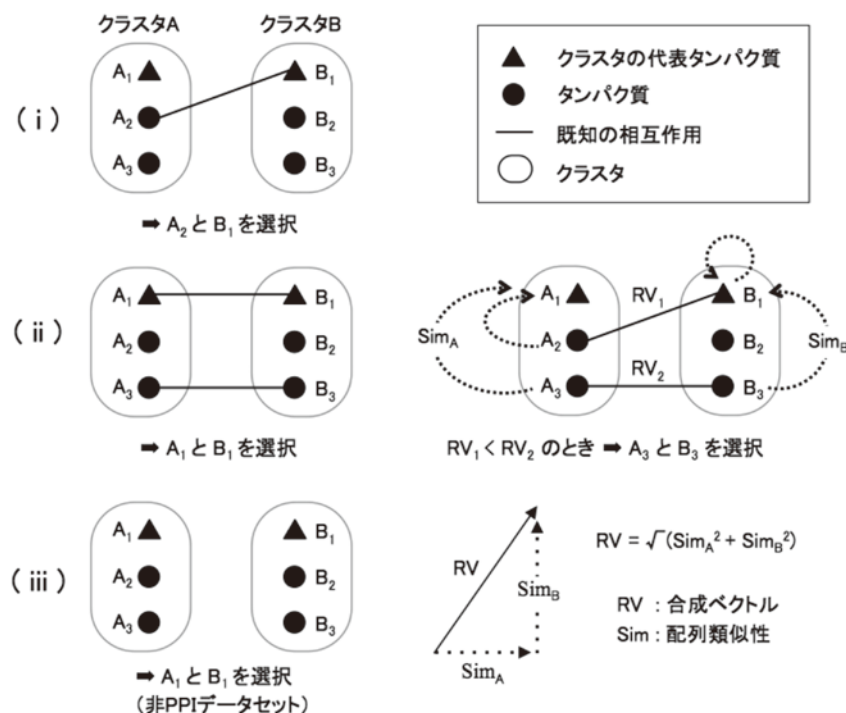 クラスタA クラスタB
(i)
A1 B1
A2 B2
A3 B3
➡ A2 と B1 を選択
クラスタの代表タンパク質
タンパク質
既知の相互作用
クラスタ
(ii)
A1 B1
A2 B2
A3 B3
➡ A1 と B1 を選択
A1 RV1 B1
SimA A2 B2 SimB
A3 RV2 B3
RV1 < RV2 のとき ➡ A3 と B3 を選択
(iii)
A1 B1
A2 B2
A3 B3
➡ A1 と B1 を選択
(非PPIデータセット)
RV
SimB
SimA
RV = √(SimA² + SimB²)
RV : 合成ベクトル
Sim : 配列類似性